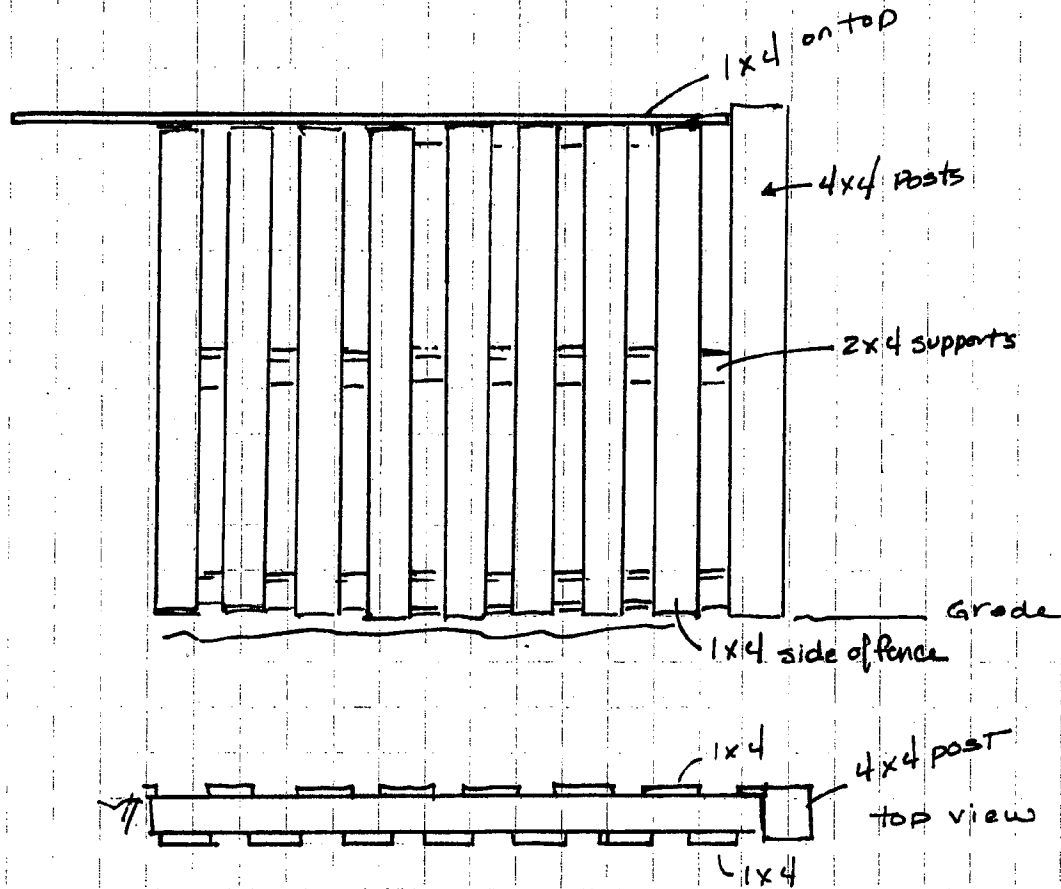 1x4 on top
4x4 Posts
2x4 supports
Grade
1x4 side of fence
1x4
4x4 post
top view
1x4